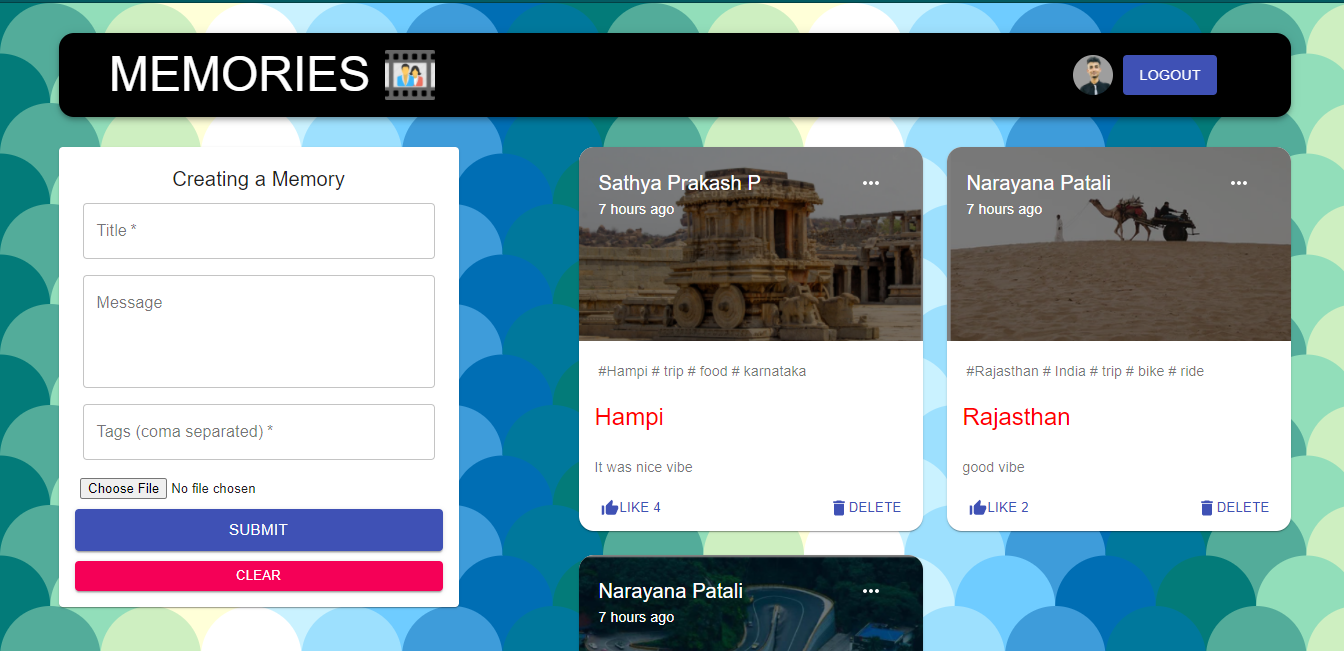 MEMORIES
LOGOUT
Creating a Memory
Title *
Message
Tags (coma separated) *
Choose File No file chosen
SUBMIT
CLEAR
Sathya Prakash P
7 hours ago
#Hampi # trip # food # karnataka
Hampi
It was nice vibe
LIKE 4
DELETE
Narayana Patali
7 hours ago
#Rajasthan # India # trip # bike # ride
Rajasthan
good vibe
LIKE 2
DELETE
Narayana Patali
7 hours ago